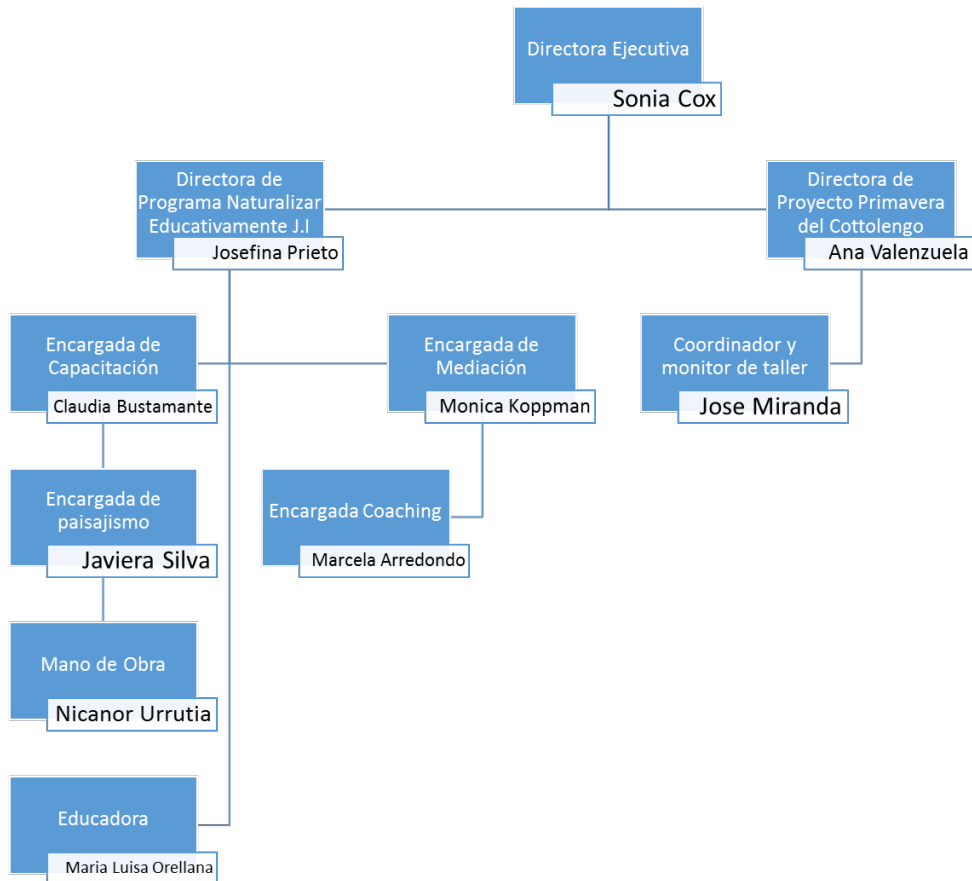 Directora Ejecutiva
Sonia Cox
Directora de
Programa Naturalizar
Educativamente J.I
Josefina Prieto
Directora de
Proyecto Primavera
del Cottolengo
Ana Valenzuela
Encargada de
Capacitación
Claudia Bustamante
Encargada de
Mediación
Monica Koppman
Coordinador y
monitor de taller
Jose Miranda
Encargada de
paisajismo
Javiera Silva
Encargada Coaching
Marcela Arredondo
Mano de Obra
Nicanor Urrutia
Educadora
Maria Luisa Orellana